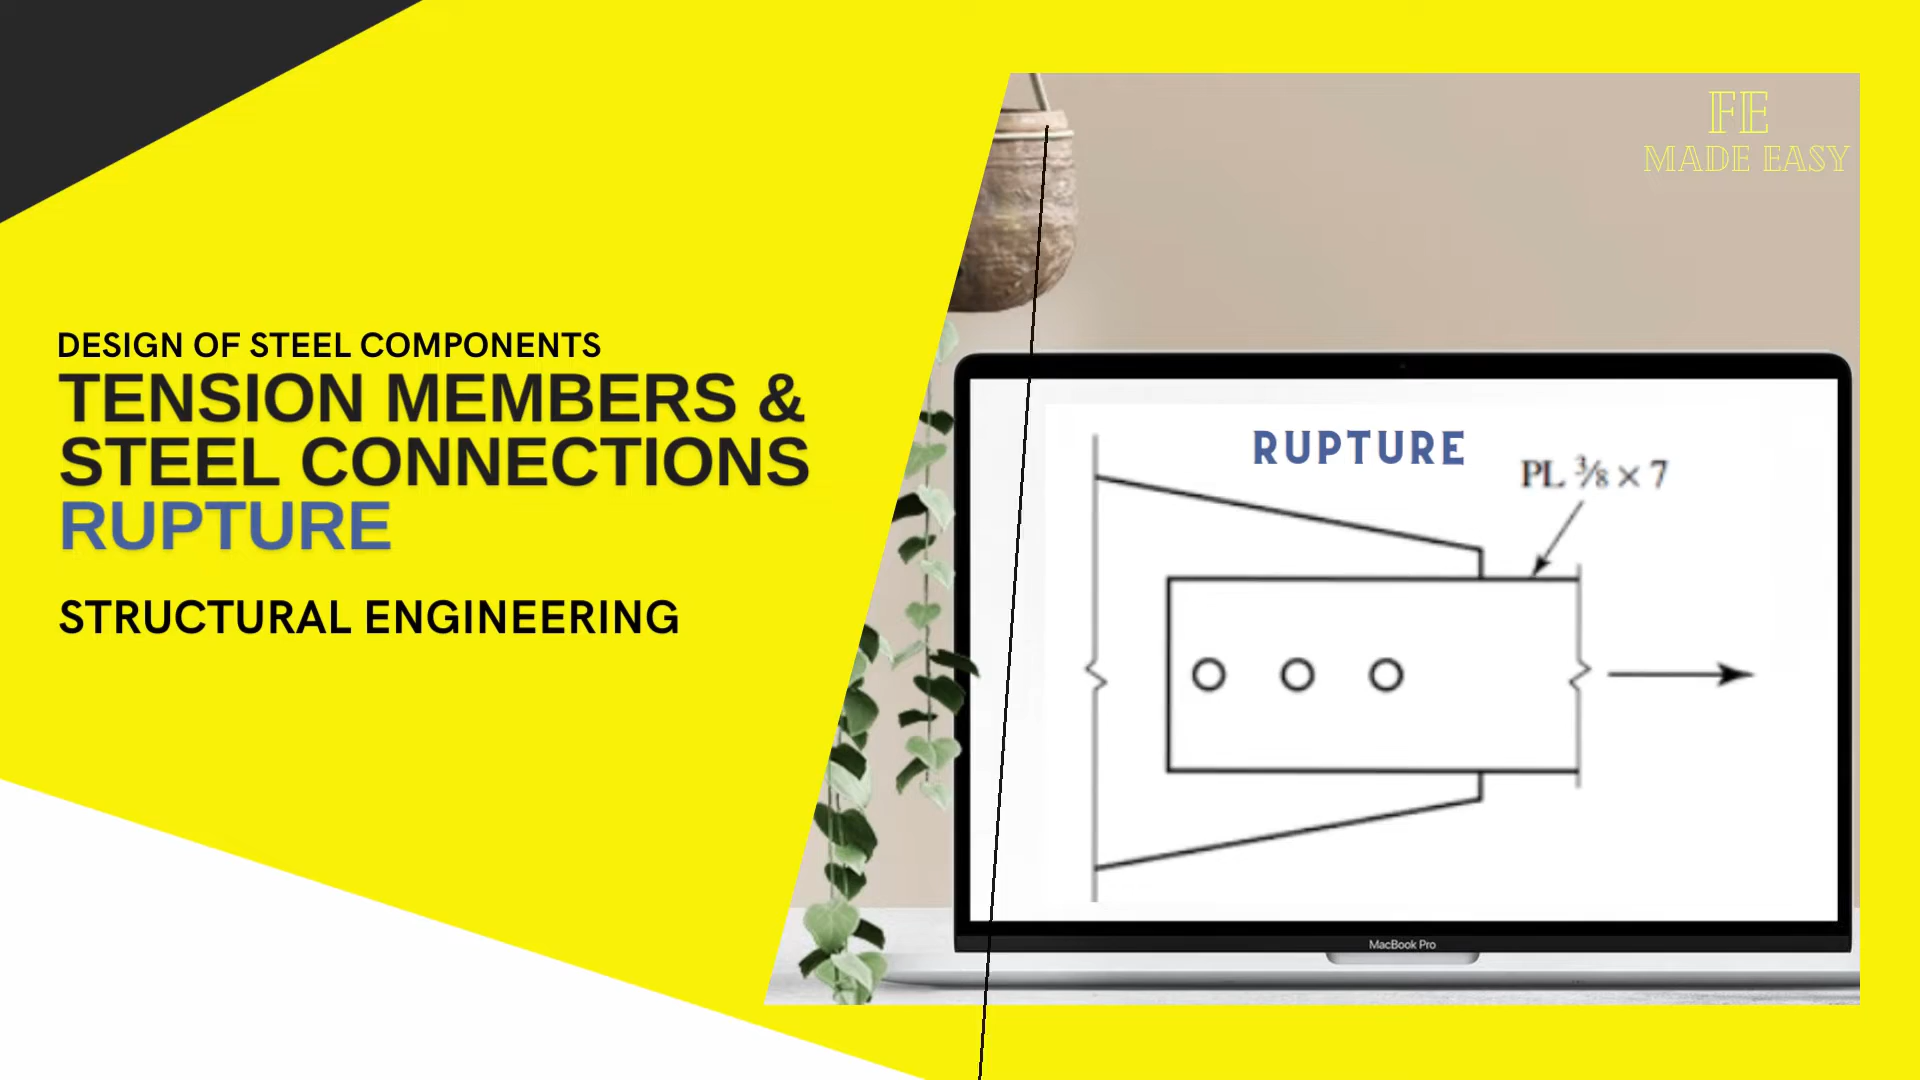 DESIGN OF STEEL COMPONENTS
TENSION MEMBERS &
STEEL CONNECTIONS
RUPTURE
STRUCTURAL ENGINEERING
FE
MADE EASY
RUPTURE
PL 3/8 × 7
MacBook Pro